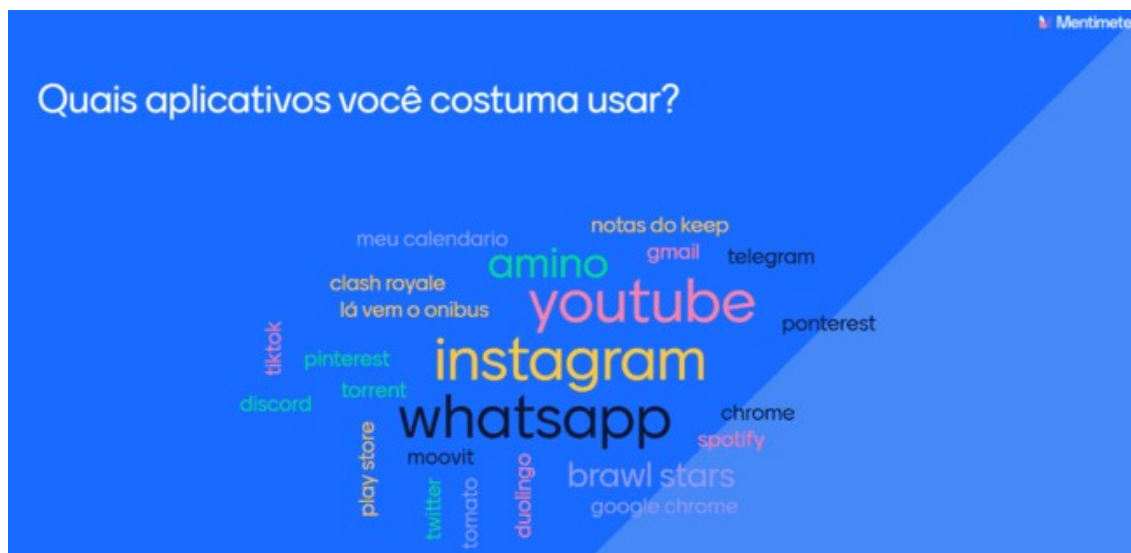 Mentimete
Quais aplicativos você costuma usar?
notas do keep
meu calendario
gmail
telegram
amino
clash royale
youtube
lá vem o onibus
ponterest
tiktok
pinterest
instagram
torrent
discord
whatsapp
chrome
spotify
play store
moovit
brawl stars
twitter
tomato
duolingo
google chrome